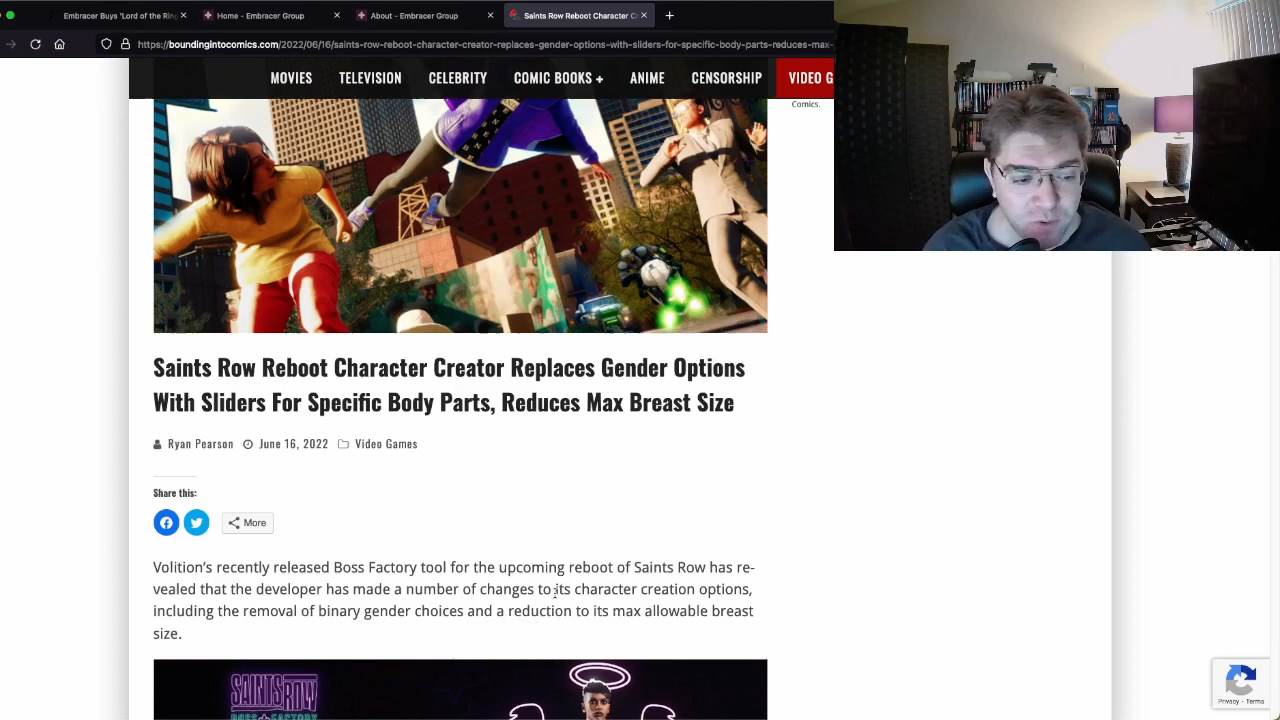 Embracer Buys 'Lord of the Ring
Home - Embracer Group
About - Embracer Group
Saints Row Reboot Character C
https://boundingintocomics.com/2022/06/16/saints-row-reboot-character-creator-replaces-gender-options-with-sliders-for-specific-body-parts-reduces-max-
MOVIES TELEVISION CELEBRITY COMIC BOOKS + ANIME CENSORSHIP VIDEO G
Comics.
Saints Row Reboot Character Creator Replaces Gender Options
With Sliders For Specific Body Parts, Reduces Max Breast Size
Ryan Pearson June 16, 2022 Video Games
Share this:
More
Volition's recently released Boss Factory tool for the upcoming reboot of Saints Row has re-
vealed that the developer has made a number of changes to its character creation options,
including the removal of binary gender choices and a reduction to its max allowable breast
size.
SAINTS ROW
BOSS FACTORY
Privacy - Terms